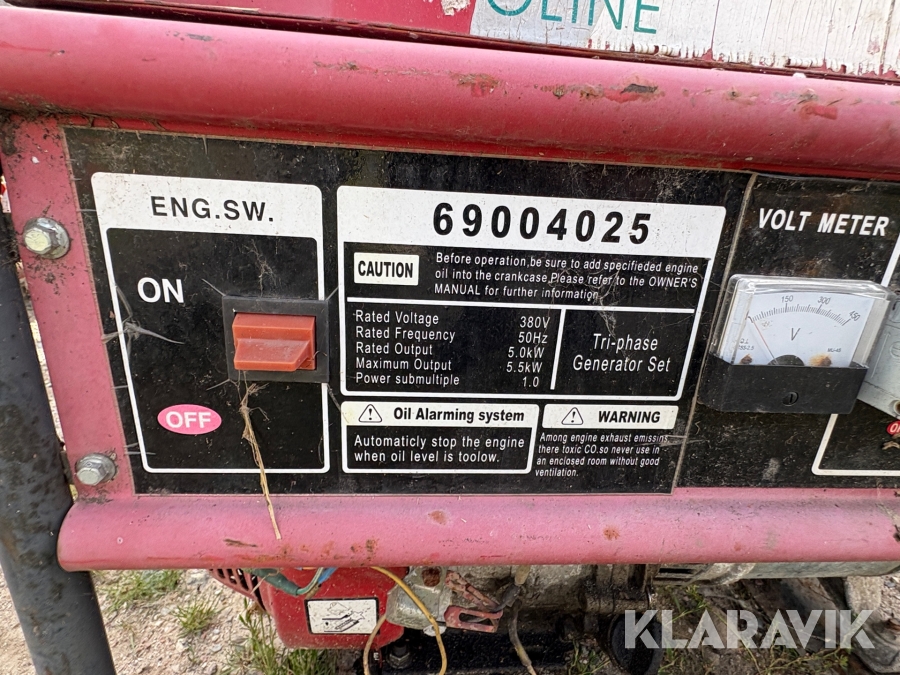 OLINE
ENG.SW.
ON
OFF
69004025
CAUTION
Before operation,be sure to add specifieded engine
oil into the crankcase.Please refer to the OWNER'S
MANUAL for further information.
Rated Voltage 380V
Rated Frequency 50Hz
Rated Output 5.0kW
Maximum Output 5.5kW
Power submultiple 1.0
Tri-phase
Generator Set
Oil Alarming system
Automaticly stop the engine
when oil level is toolow.
WARNING
Among engine exhaust emissins
there toxic CO.so never use in
an enclosed room without good
ventilation.
VOLT METER
150 300 450
V
KLARAVIK